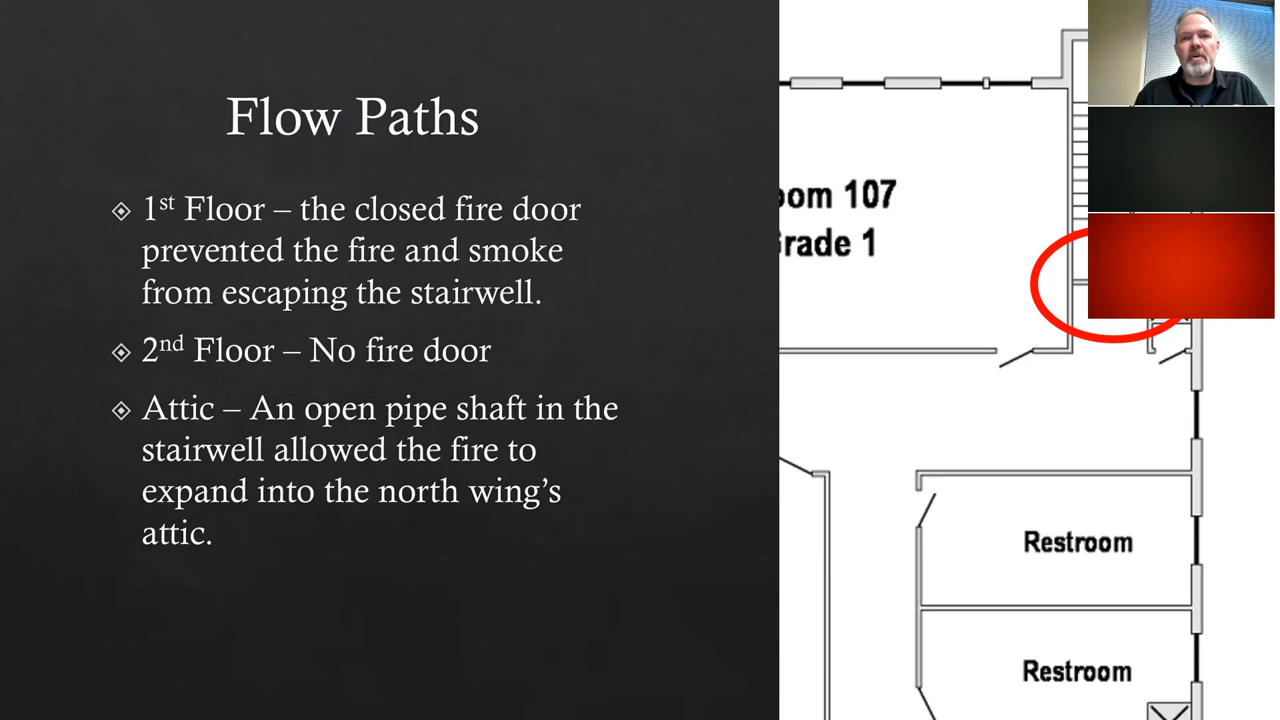 Flow Paths
1st Floor – the closed fire door
prevented the fire and smoke
from escaping the stairwell.
2nd Floor – No fire door
Attic – An open pipe shaft in the
stairwell allowed the fire to
expand into the north wing's
attic.
oom 107
rade 1
Restroom
Restroom